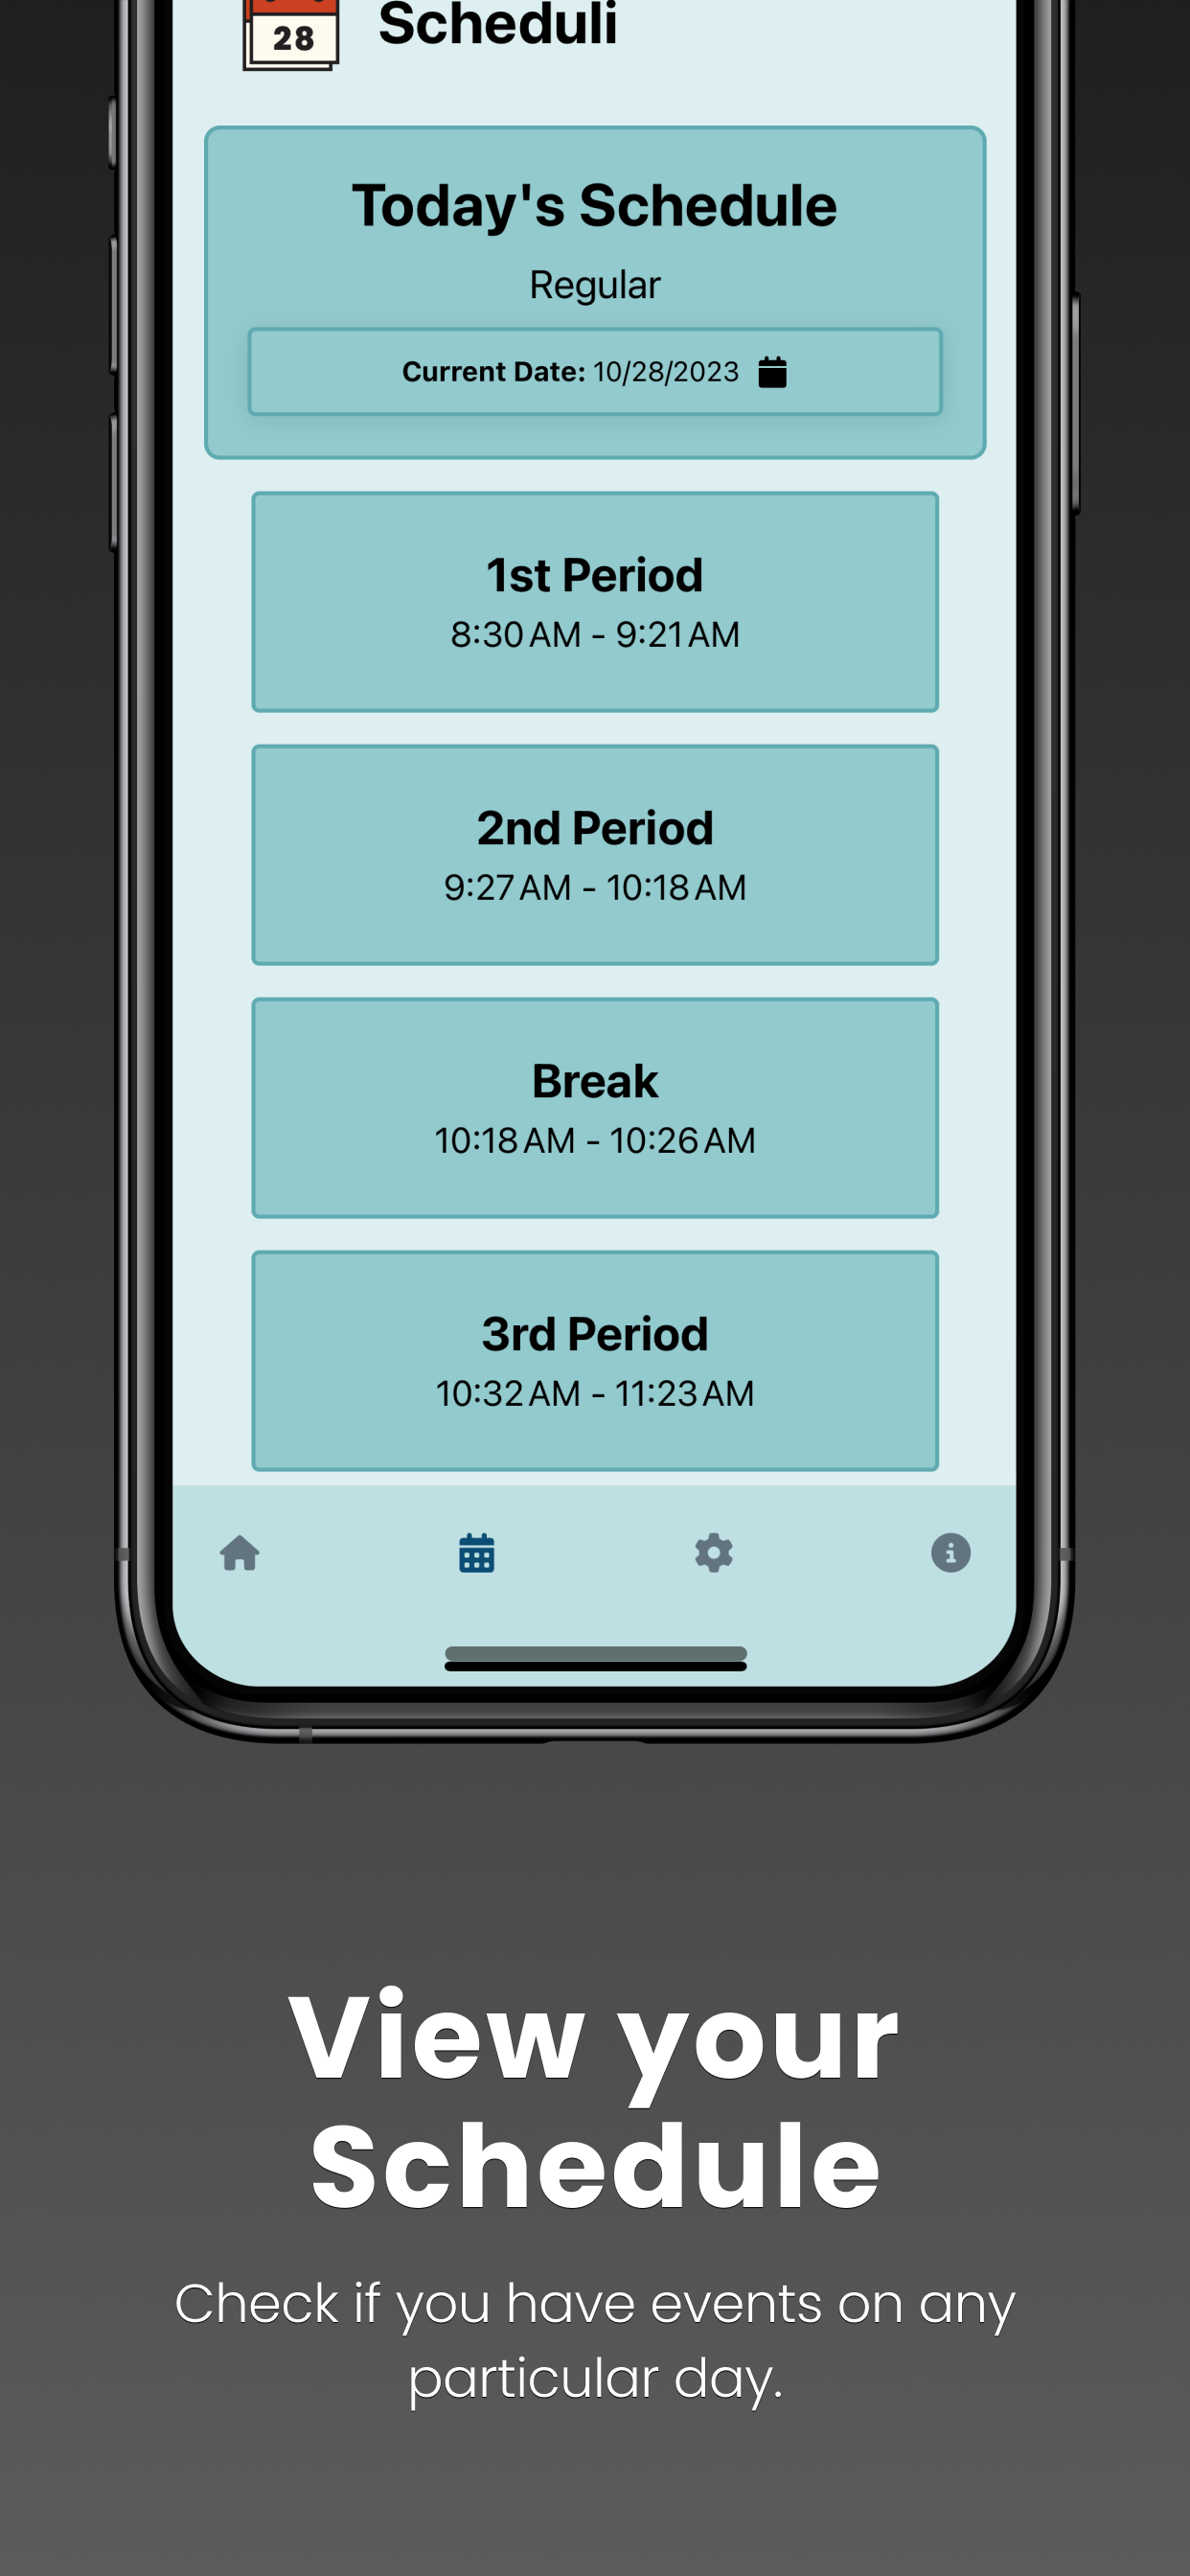 28
Scheduli
Today's Schedule
Regular
Current Date: 10/28/2023
1st Period
8:30 AM - 9:21 AM
2nd Period
9:27 AM - 10:18 AM
Break
10:18 AM - 10:26 AM
3rd Period
10:32 AM - 11:23 AM
View your
Schedule
Check if you have events on any
particular day.